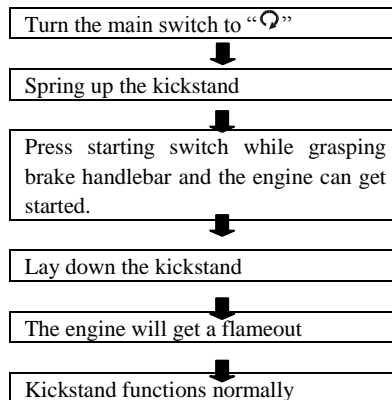 Turn the main switch to “↻”
Spring up the kickstand
Press starting switch while grasping
brake handlebar and the engine can get
started.
Lay down the kickstand
The engine will get a flameout
Kickstand functions normally